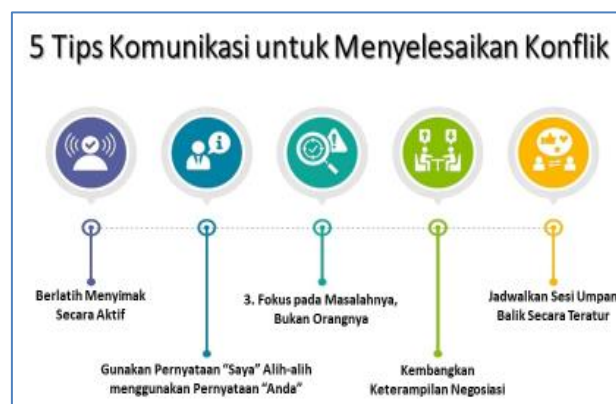 5 Tips Komunikasi untuk Menyelesaikan Konflik
Berlatih Menyimak
Secara Aktif
Gunakan Pernyataan "Saya" Alih-alih
menggunakan Pernyataan "Anda"
3. Fokus pada Masalahnya,
Bukan Orangnya
Kembangkan
Keterampilan Negosiasi
Jadwalkan Sesi Umpan
Balik Secara Teratur